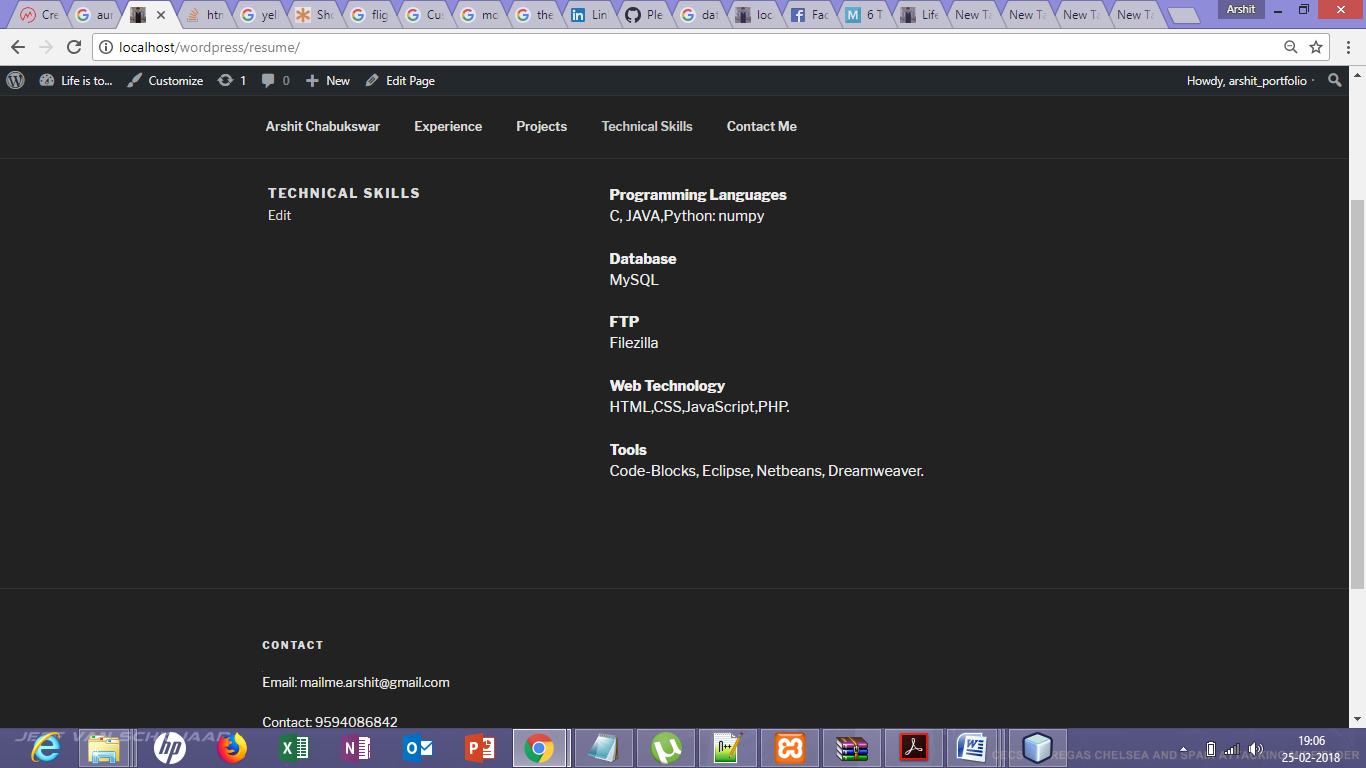 Cre
aur
htn
yel
Sho
flig
Cus
mo
the
Lin
Ple
dat
loc
Fac
6 T
Life
New Ta
New Ta
New Ta
New Ta
Arshit
localhost/wordpress/resume/
Life is to... Customize 1 0 New Edit Page Howdy, arshit_portfolio
Arshit Chabukswar Experience Projects Technical Skills Contact Me
TECHNICAL SKILLS
Edit
Programming Languages
C, JAVA,Python: numpy
Database
MySQL
FTP
Filezilla
Web Technology
HTML,CSS,JavaScript,PHP.
Tools
Code-Blocks, Eclipse, Netbeans, Dreamweaver.
CONTACT
Email: mailme.arshit@gmail.com
Contact: 9594086842
19:06
25-02-2018